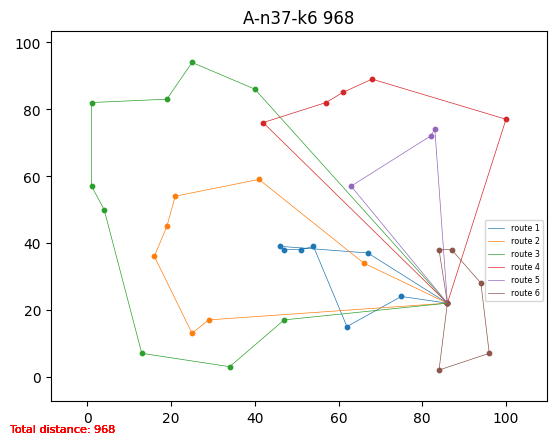 A-n37-k6 968
100
80
60
40
20
0
route 1
route 2
route 3
route 4
route 5
route 6
0 20 40 60 80 100
Total distance: 968